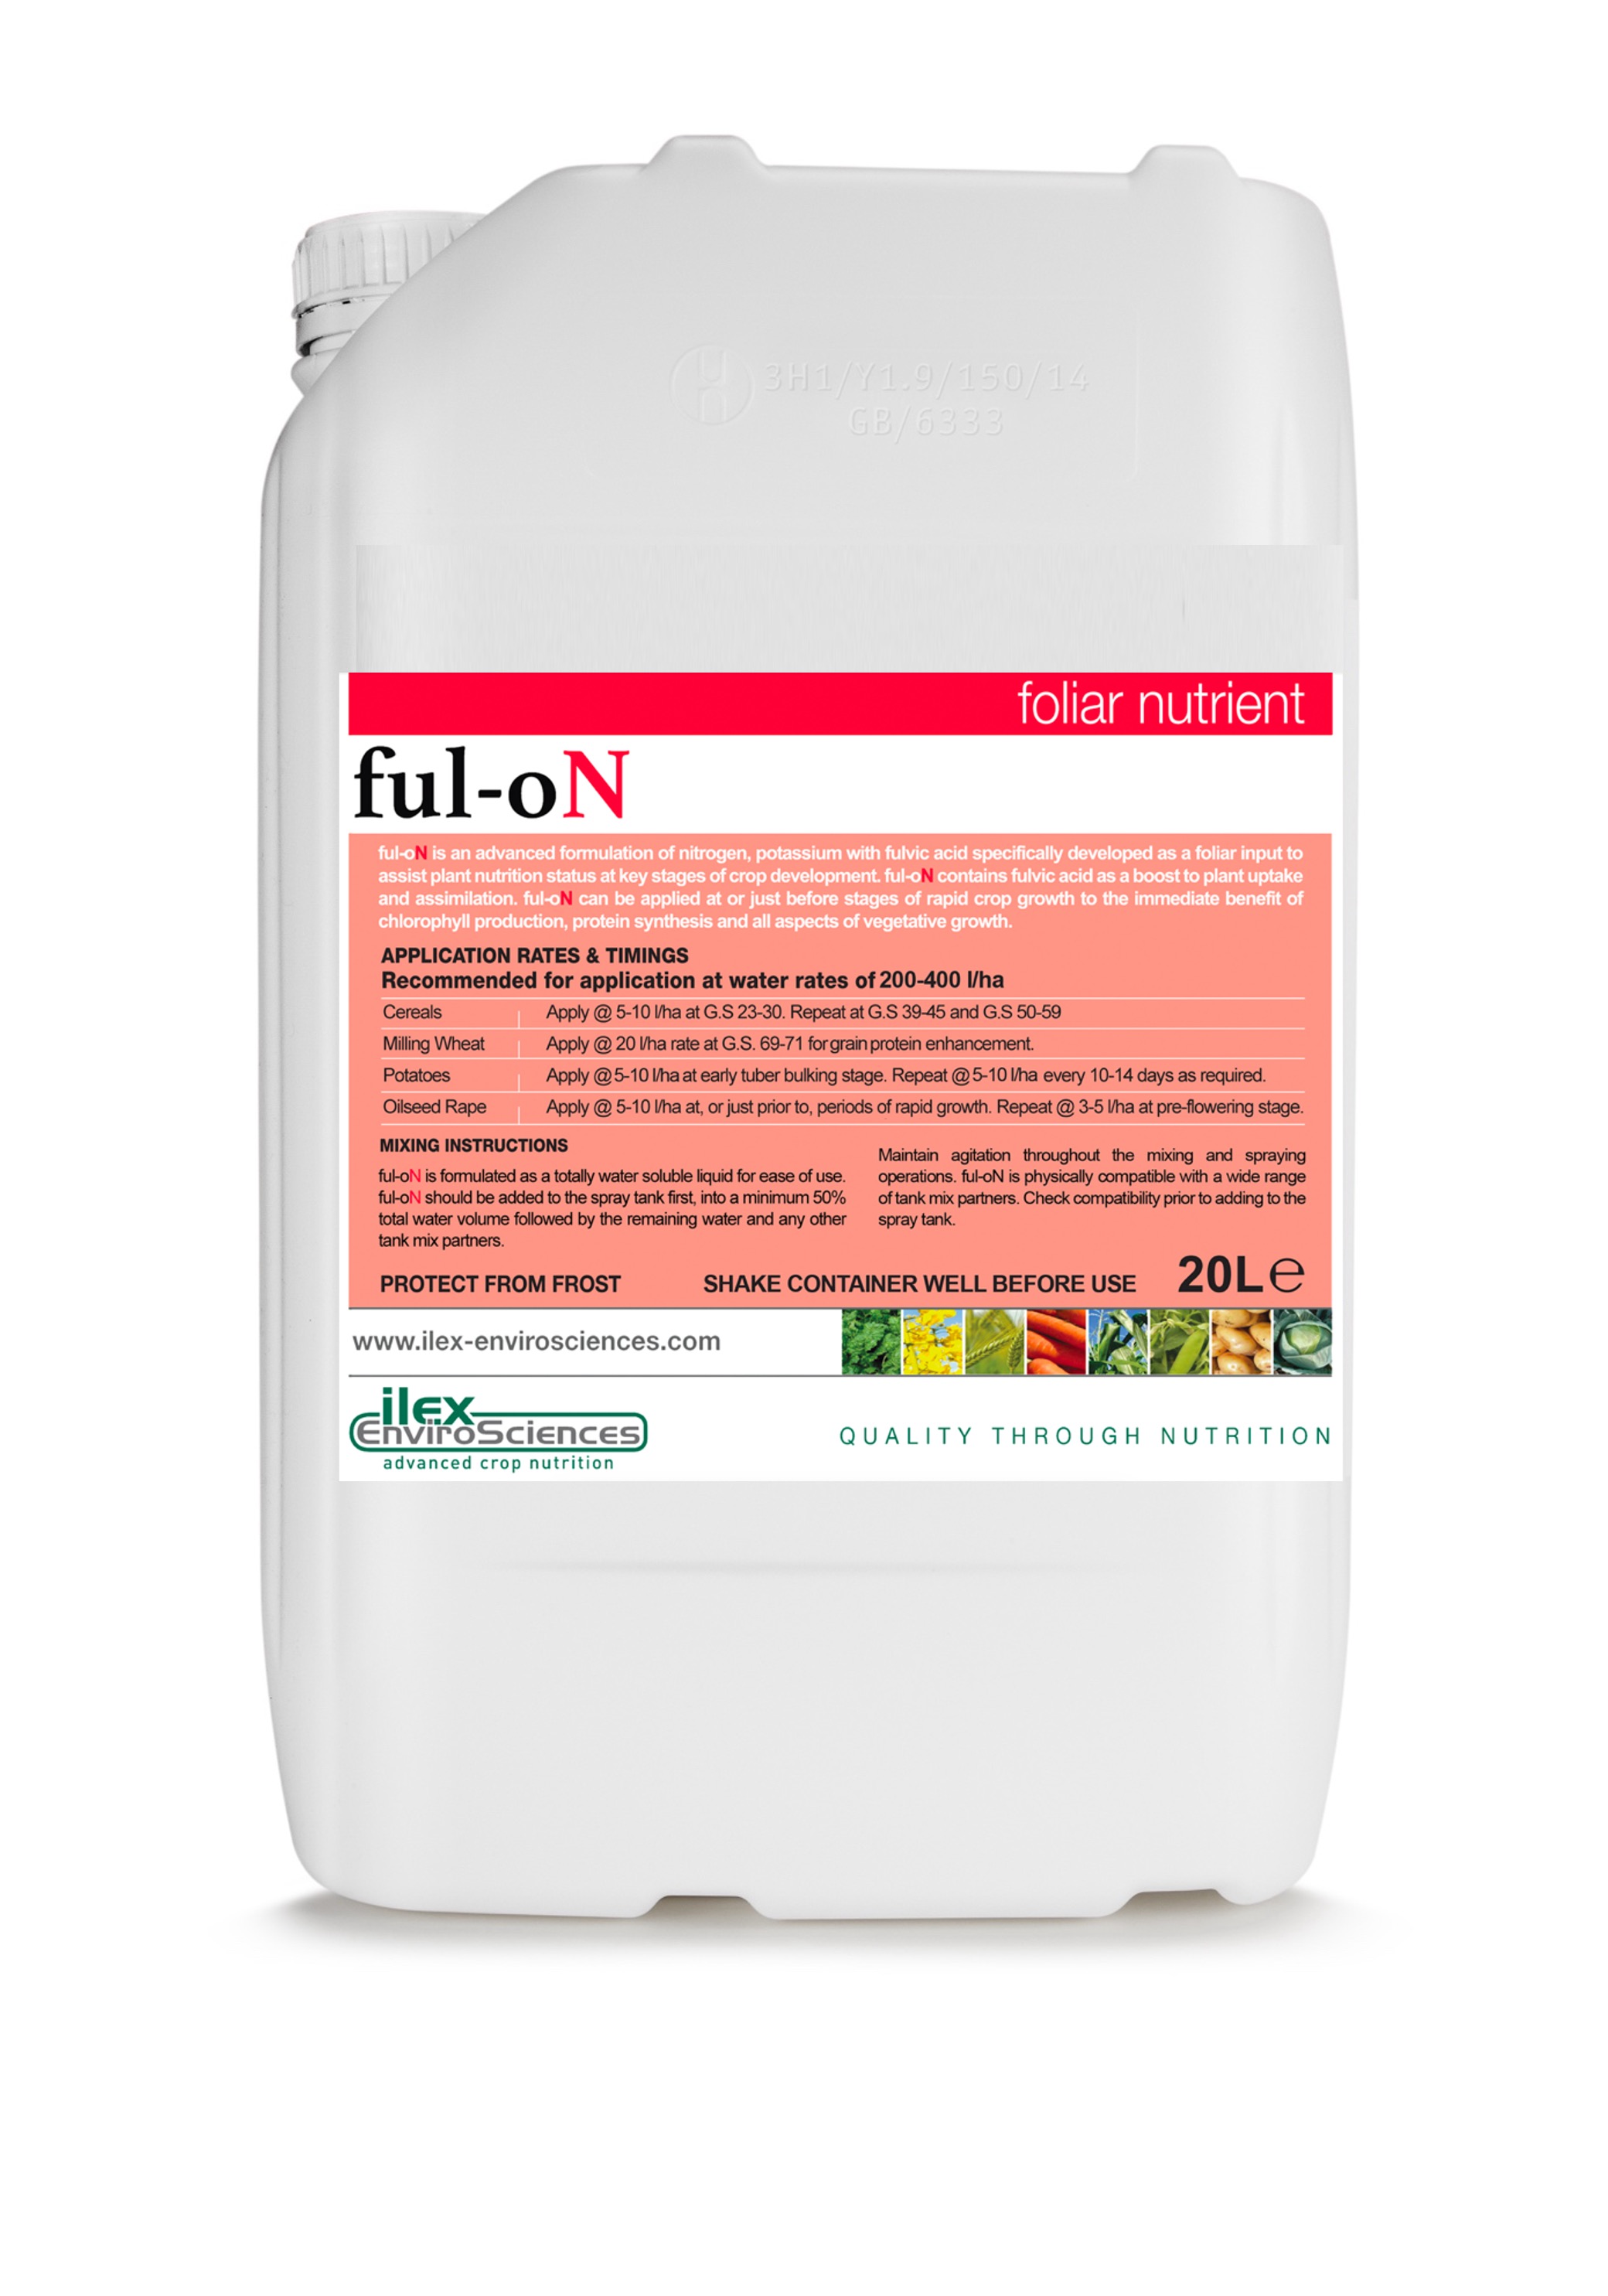 3H1/Y1.9/150/14
GB/6333
foliar nutrient
ful-oN
ful-oN is an advanced formulation of nitrogen, potassium with fulvic acid specifically developed as a foliar input to
assist plant nutrition status at key stages of crop development. ful-oN contains fulvic acid as a boost to plant uptake
and assimilation. ful-oN can be applied at or just before stages of rapid crop growth to the immediate benefit of
chlorophyll production, protein synthesis and all aspects of vegetative growth.
APPLICATION RATES & TIMINGS
Recommended for application at water rates of 200-400 l/ha
Cereals Apply @ 5-10 l/ha at G.S 23-30. Repeat at G.S 39-45 and G.S 50-59
Milling Wheat Apply @ 20 l/ha rate at G.S. 69-71 for grain protein enhancement.
Potatoes Apply @ 5-10 l/ha at early tuber bulking stage. Repeat @ 5-10 l/ha every 10-14 days as required.
Oilseed Rape Apply @ 5-10 l/ha at, or just prior to, periods of rapid growth. Repeat @ 3-5 l/ha at pre-flowering stage.
MIXING INSTRUCTIONS
ful-oN is formulated as a totally water soluble liquid for ease of use.
ful-oN should be added to the spray tank first, into a minimum 50%
total water volume followed by the remaining water and any other
tank mix partners.
Maintain agitation throughout the mixing and spraying
operations. ful-oN is physically compatible with a wide range
of tank mix partners. Check compatibility prior to adding to the
spray tank.
PROTECT FROM FROST SHAKE CONTAINER WELL BEFORE USE 20L℮
www.ilex-envirosciences.com
ilex
EnviroSciences
advanced crop nutrition
QUALITY THROUGH NUTRITION